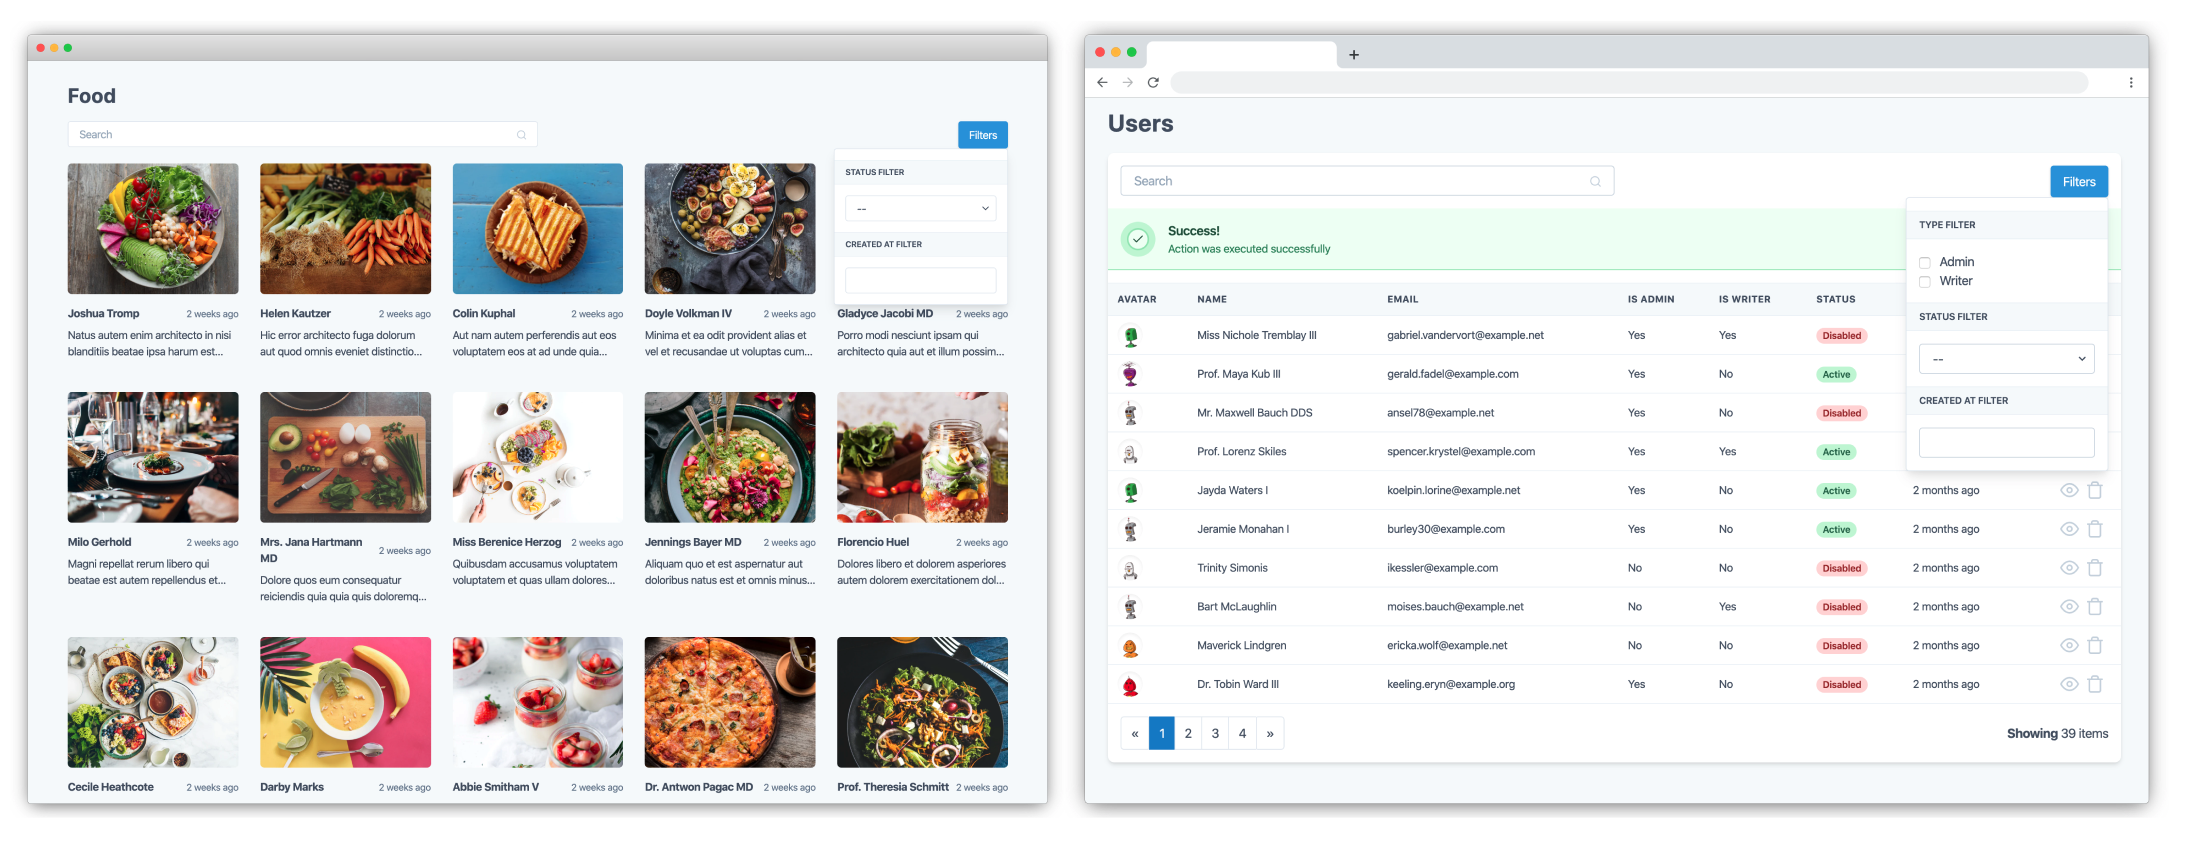 Food
Search
Filters
STATUS FILTER
--
CREATED AT FILTER
Joshua Tromp 2 weeks ago
Natus autem enim architecto in nisi
blanditiis beatae ipsa harum est...
Helen Kautzer 2 weeks ago
Hic error architecto fuga dolorum
aut quod omnis eveniet distinctio...
Colin Kuphal 2 weeks ago
Aut nam autem perferendis aut eos
voluptatem eos at ad unde quia...
Doyle Volkman IV 2 weeks ago
Minima et ea odit provident alias et
vel et recusandae ut voluptas cum...
Gladyce Jacobi MD 2 weeks ago
Porro modi nesciunt ipsam qui
architecto quia aut et illum possim...
Milo Gerhold 2 weeks ago
Magni repellat rerum libero qui
beatae est autem repellendus et...
Mrs. Jana Hartmann
MD 2 weeks ago
Dolore quos eum consequatur
reiciendis quia quia quis doloremq...
Miss Berenice Herzog 2 weeks ago
Quibusdam accusamus voluptatem
voluptatem et quas ullam dolores...
Jennings Bayer MD 2 weeks ago
Aliquam quo et est aspernatur aut
doloribus natus est et omnis minus...
Florencio Huel 2 weeks ago
Dolores libero et dolorem asperiores
autem dolorem exercitationem dol...
Cecile Heathcote 2 weeks ago
Darby Marks 2 weeks ago
Abbie Smitham V 2 weeks ago
Dr. Antwon Pagac MD 2 weeks ago
Prof. Theresia Schmitt 2 weeks ago
Users
Search
Filters
Success!
Action was executed successfully
TYPE FILTER
Admin
Writer
STATUS FILTER
--
CREATED AT FILTER
AVATAR NAME EMAIL IS ADMIN IS WRITER STATUS
Miss Nichole Tremblay III gabriel.vandervort@example.net Yes Yes Disabled
Prof. Maya Kub III gerald.fadel@example.com Yes No Active
Mr. Maxwell Bauch DDS ansel78@example.net Yes No Disabled
Prof. Lorenz Skiles spencer.krystel@example.com Yes Yes Active
Jayda Waters I koelpin.lorine@example.net Yes No Active 2 months ago
Jeramie Monahan I burley30@example.com Yes No Active 2 months ago
Trinity Simonis ikessler@example.com No No Disabled 2 months ago
Bart McLaughlin moises.bauch@example.net No Yes Disabled 2 months ago
Maverick Lindgren ericka.wolf@example.net No No Disabled 2 months ago
Dr. Tobin Ward III keeling.eryn@example.org Yes No Disabled 2 months ago
« 1 2 3 4 »
Showing 39 items